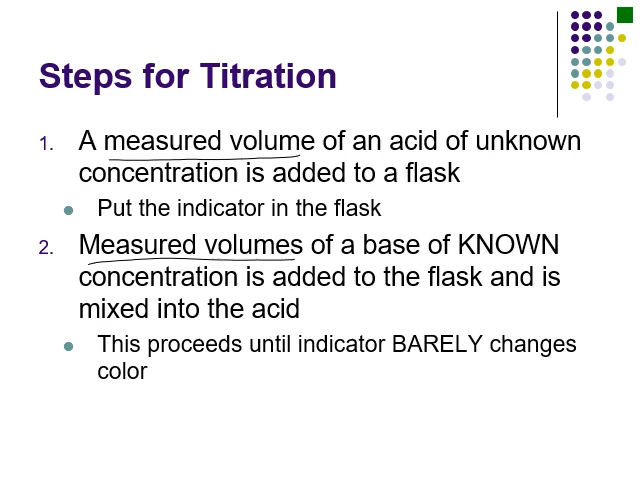 Steps for Titration
1. A measured volume of an acid of unknown
concentration is added to a flask
● Put the indicator in the flask
2. Measured volumes of a base of KNOWN
concentration is added to the flask and is
mixed into the acid
● This proceeds until indicator BARELY changes
color